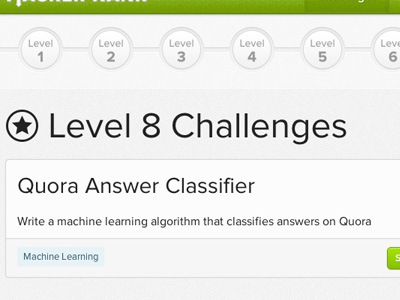 Level Level Level Level Level Level
1 2 3 4 5 6
Level 8 Challenges
Quora Answer Classifier
Write a machine learning algorithm that classifies answers on Quora
Machine Learning